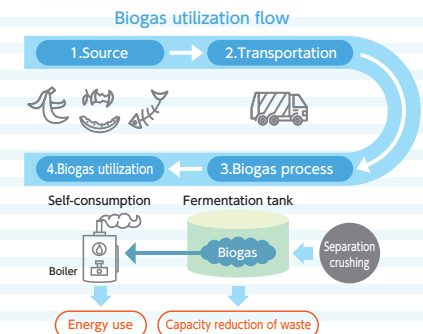 Biogas utilization flow
1.Source
2.Transportation
4.Biogas utilization
3.Biogas process
Self-consumption
Fermentation tank
Boiler
Biogas
Separation
crushing
Energy use
Capacity reduction of waste